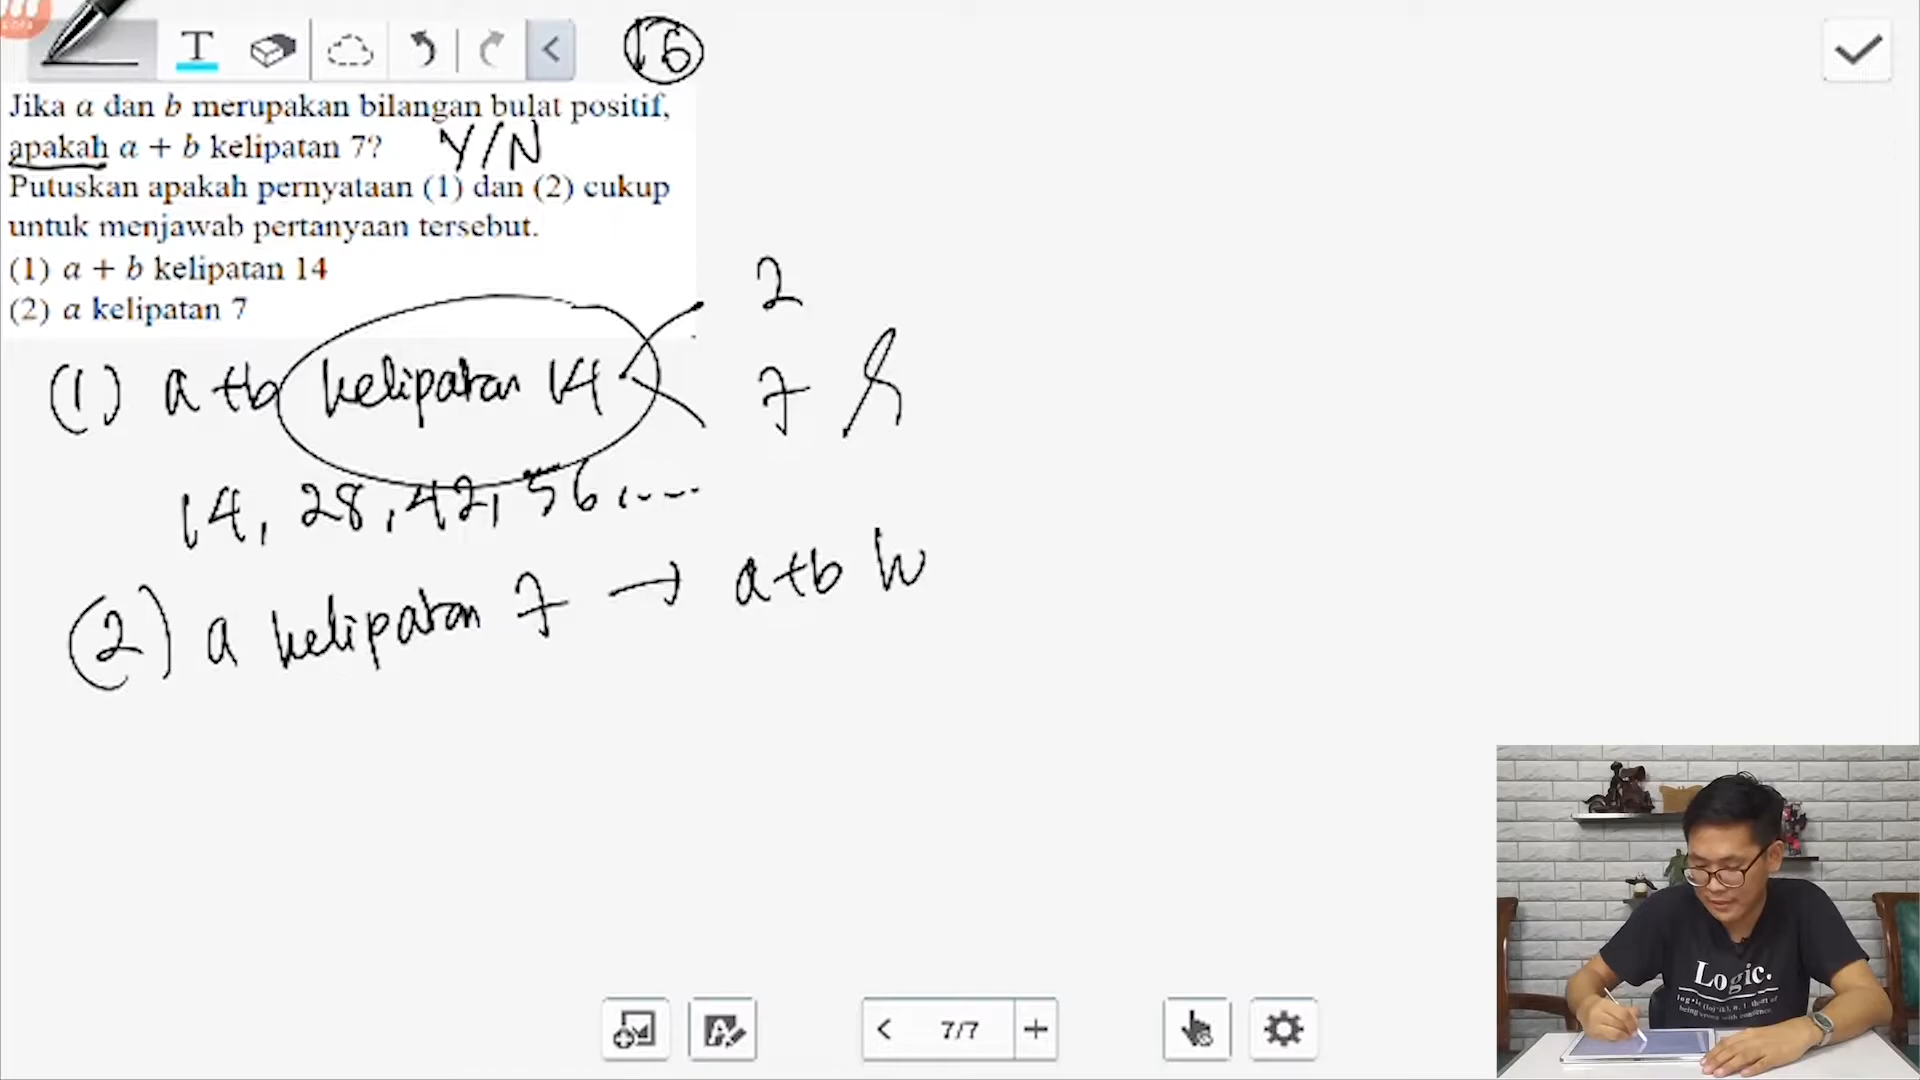 T
16
Jika a dan b merupakan bilangan bulat positif,
apakah a + b kelipatan 7? Y/N
Putuskan apakah pernyataan (1) dan (2) cukup
untuk menjawab pertanyaan tersebut.
(1) a + b kelipatan 14
(2) a kelipatan 7
2
(1) a+b kelipatan 14
7
14, 28, 42, 56, ....
(2) a kelipatan 7 → a+b
7/7
Logic.